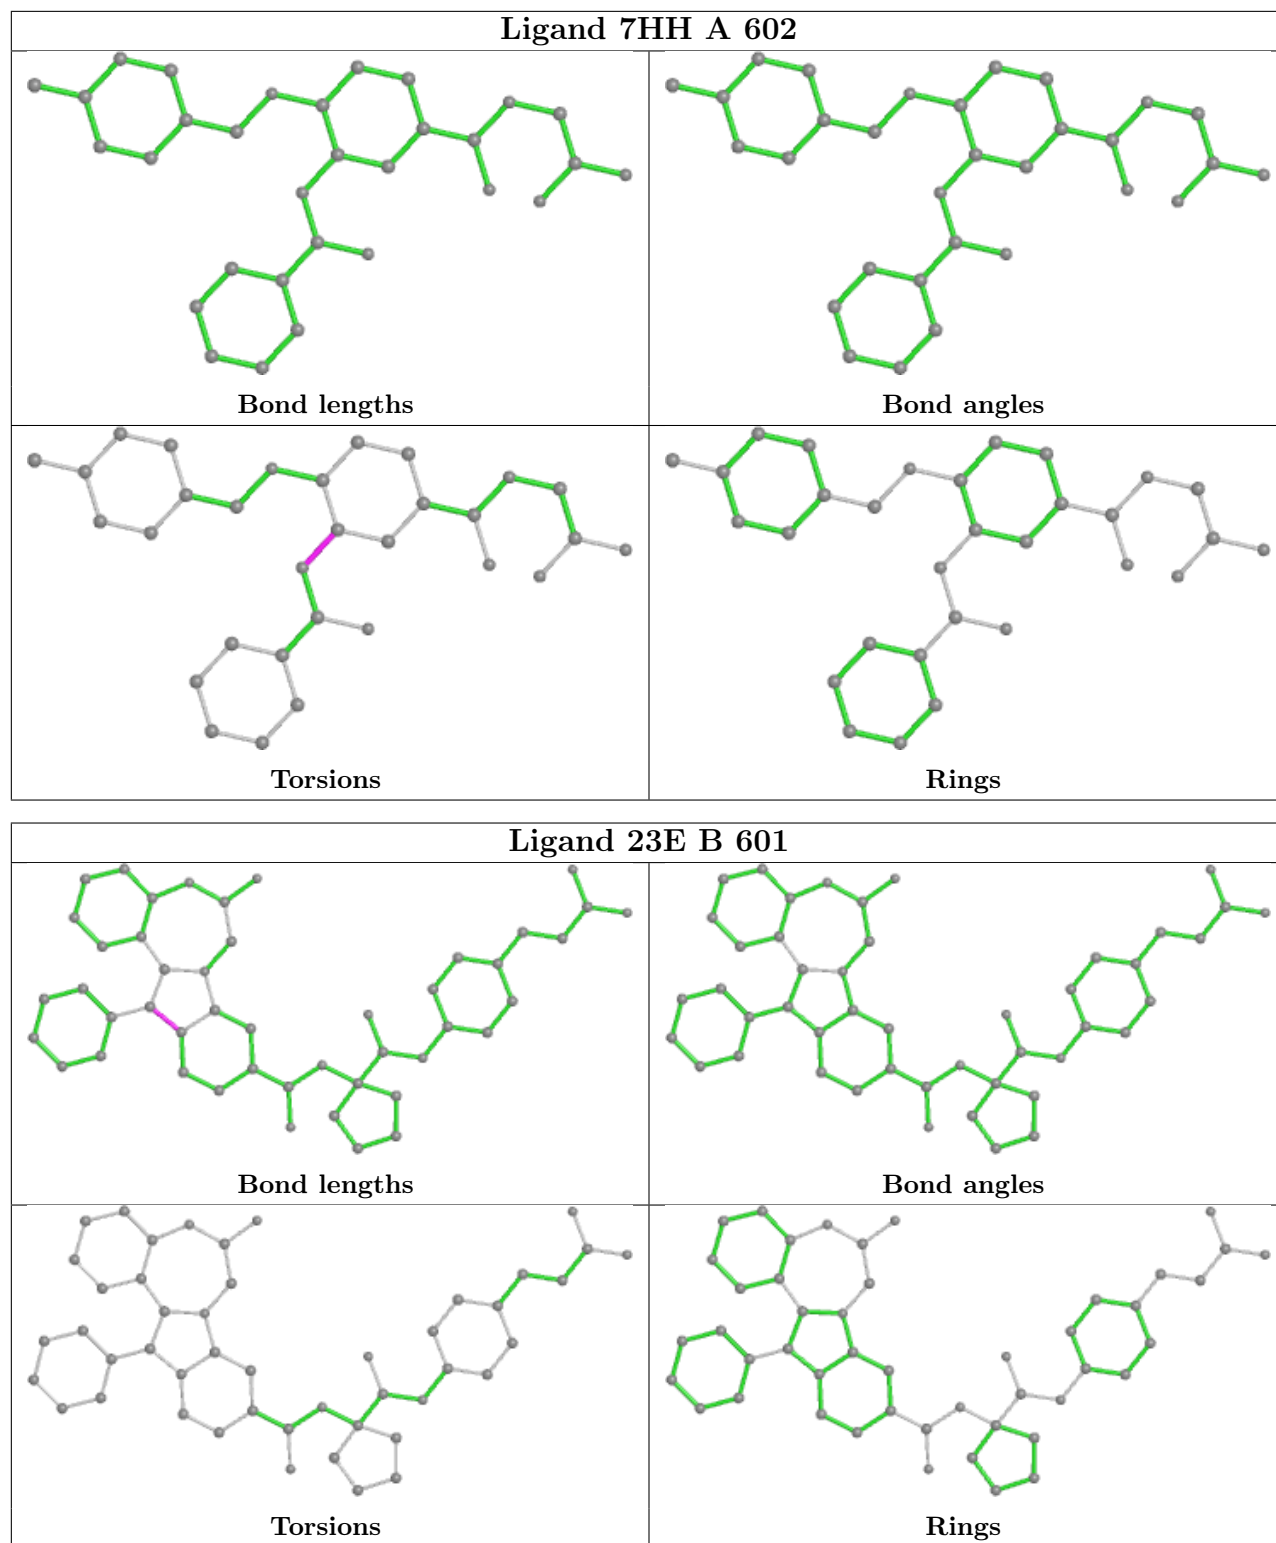 Ligand 7HH A 602
Bond lengths
Bond angles
Torsions
Rings
Ligand 23E B 601
Bond lengths
Bond angles
Torsions
Rings